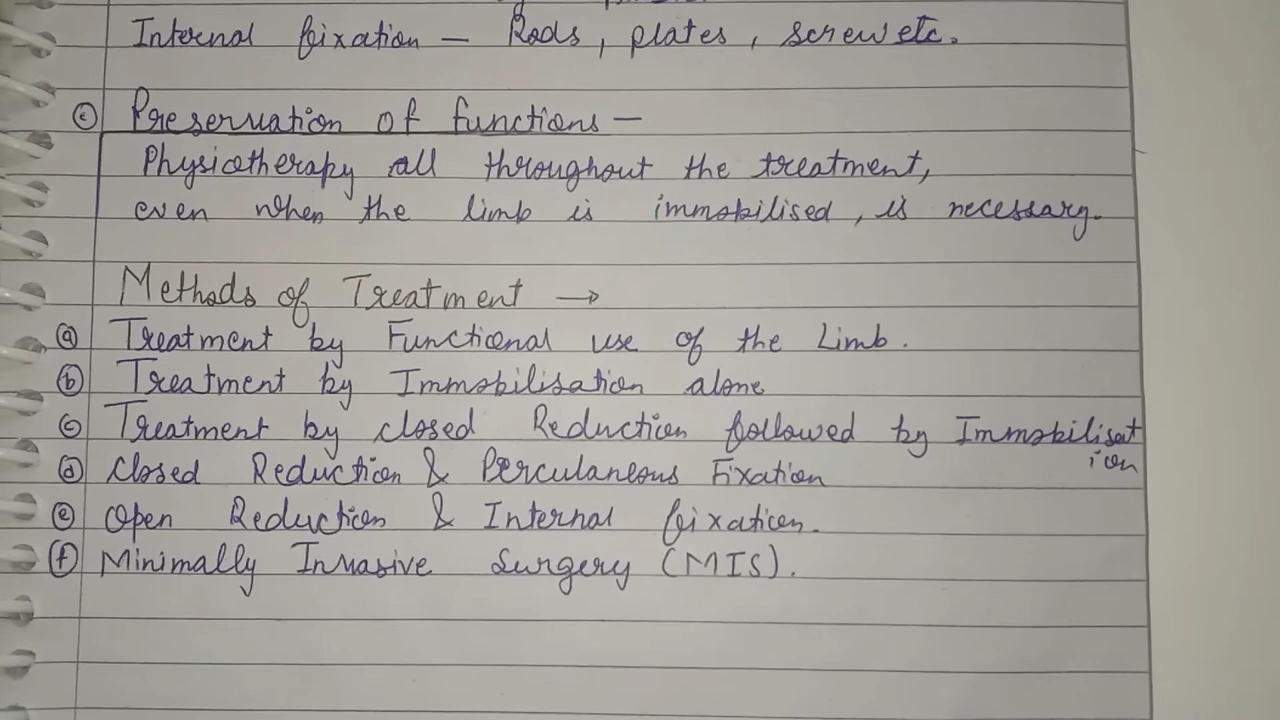 Internal fixation — Rods, plates, screw etc.
(c) Preservation of functions —
Physiotherapy all throughout the treatment,
even when the limb is immobilised, is necessary.
Methods of Treatment →
(a) Treatment by Functional use of the Limb.
(b) Treatment by Immobilisation alone
(c) Treatment by closed Reduction followed by Immobilisat
ion
(d) Closed Reduction & Perculaneous Fixation
(e) Open Reduction & Internal fixation.
(f) Minimally Invasive Surgery (MIS).